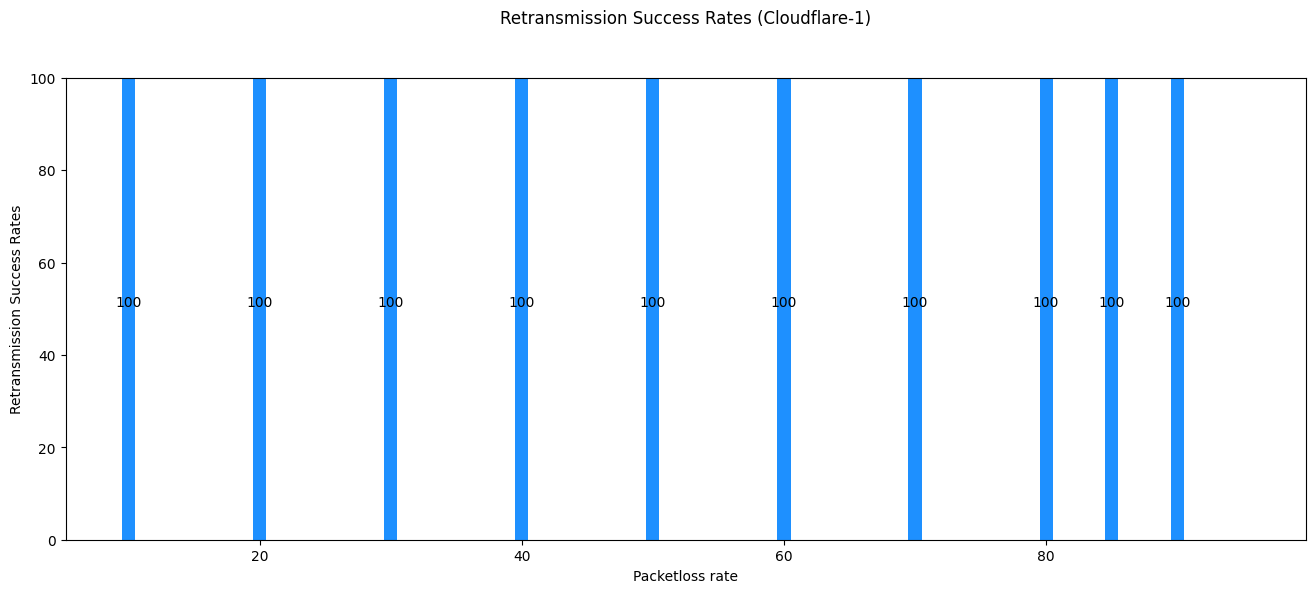 Retransmission Success Rates (Cloudflare-1)
Retransmission Success Rates
100
80
60
40
20
0
100 100 100 100 100 100 100 100 100 100
20 40 60 80
Packetloss rate